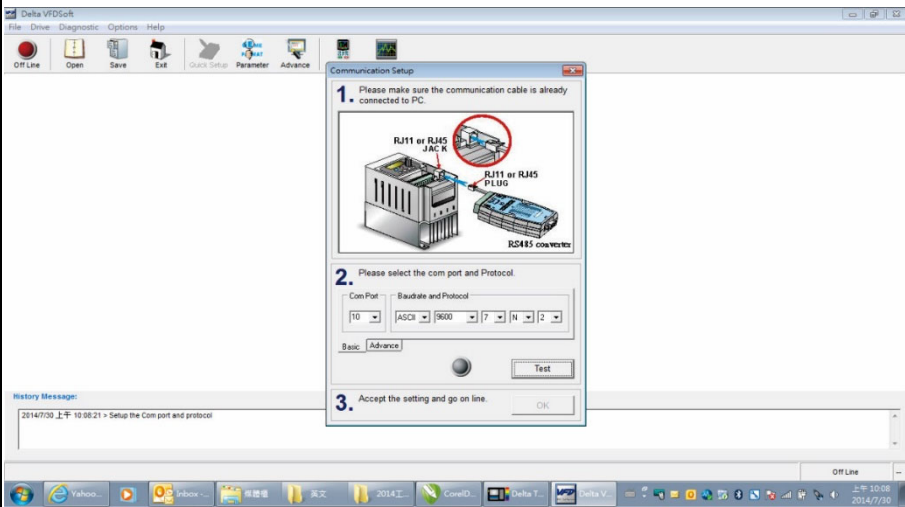 Delta VFDSoft
File Drive Diagnostic Options Help
Off Line Open Save Exit Quick Setup Parameter Advance
Communication Setup
1. Please make sure the communication cable is already
connected to PC.
RJ11 or RJ45
JACK
RJ11 or RJ45
PLUG
RS485 converter
2. Please select the com port and Protocol.
Com Port Baudrate and Protocol
10 ASCII 9600 7 N 2
Basic Advance
Test
3. Accept the setting and go on line.
OK
History Message:
2014/7/30 上午 10:08:21 > Setup the Com port and protocol
Off Line
Yahoo... Inbox -... 英文 2014工... CorelD... Delta T... Delta V...
上午 10:08
2014/7/30